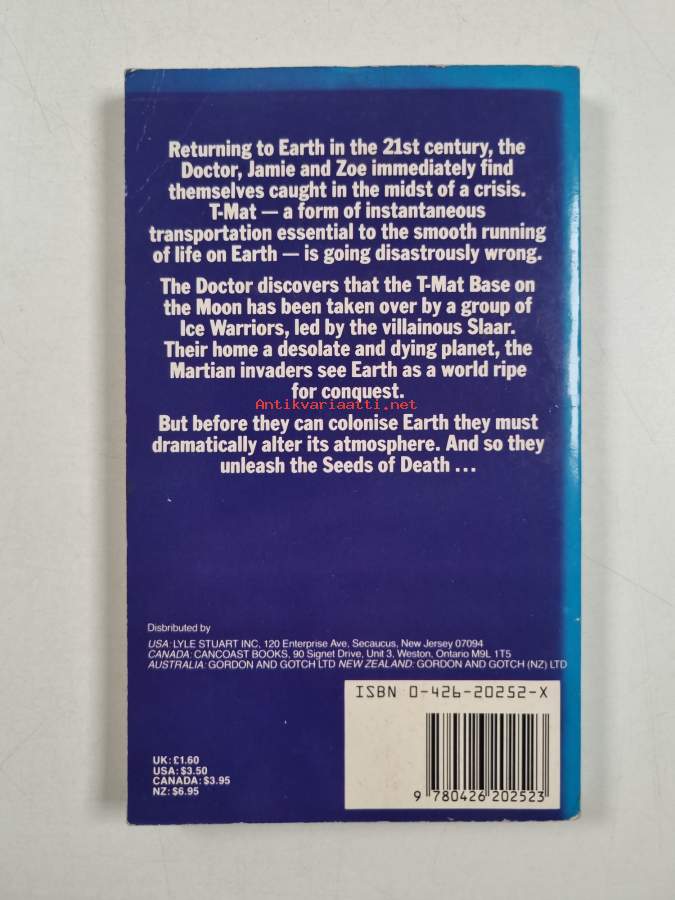 Returning to Earth in the 21st century, the
Doctor, Jamie and Zoe immediately find
themselves caught in the midst of a crisis.
T-Mat — a form of instantaneous
transportation essential to the smooth running
of life on Earth — is going disastrously wrong.
The Doctor discovers that the T-Mat Base on
the Moon has been taken over by a group of
Ice Warriors, led by the villainous Slaar.
Their home a desolate and dying planet, the
Martian invaders see Earth as a world ripe
for conquest.
Antikvariaatti.net
But before they can colonise Earth they must
dramatically alter its atmosphere. And so they
unleash the Seeds of Death ...
Disbributed by
USA: LYLE STUART INC, 120 Enterprise Ave, Secaucus, New Jersey 07094
CANADA: CANCOAST BOOKS, 90 Signet Drive, Unit 3, Weston, Ontario M9L 1T5
AUSTRALIA: GORDON AND GOTCH LTD NEW ZEALAND: GORDON AND GOTCH (NZ) LTD
ISBN 0-426-20252-X
UK: £1.60
USA: $3.50
CANADA: $3.95
NZ: $6.95
9 780426 202523